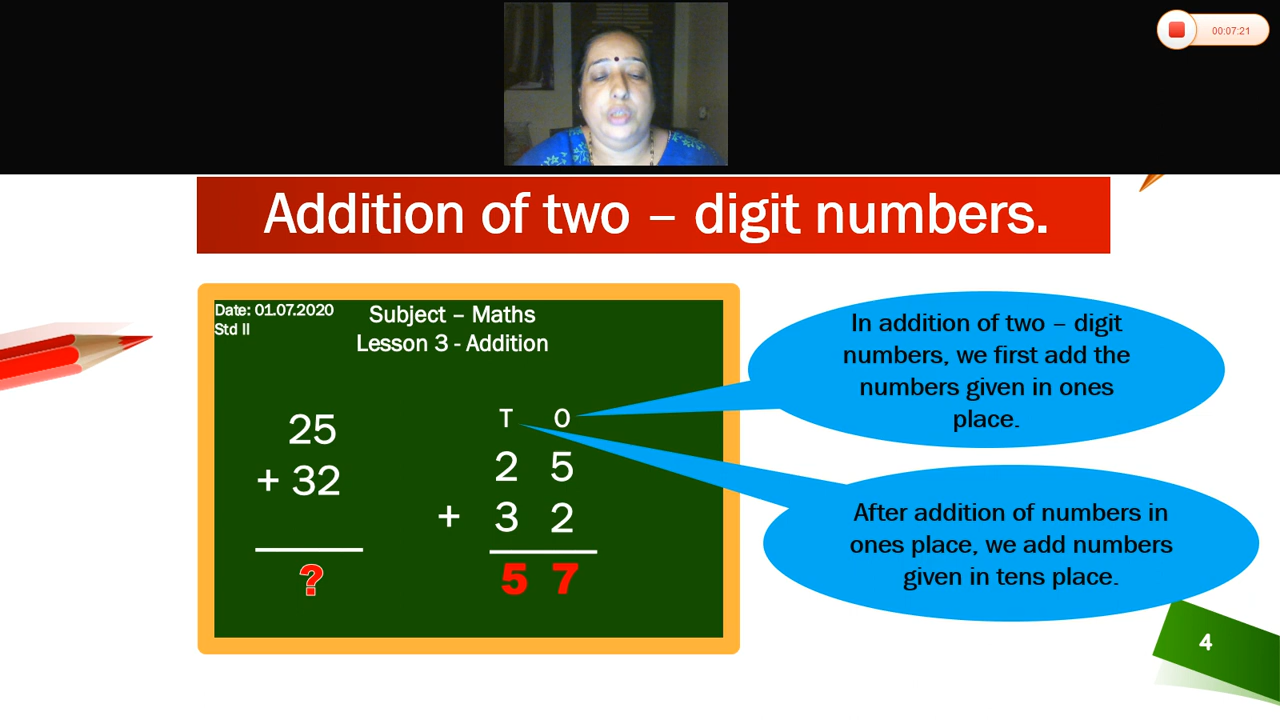 00:07:21
Addition of two – digit numbers.
Date: 01.07.2020
Std II
Subject – Maths
Lesson 3 - Addition
25
+ 32
?
T O
2 5
+ 3 2
5 7
In addition of two – digit
numbers, we first add the
numbers given in ones
place.
After addition of numbers in
ones place, we add numbers
given in tens place.
4